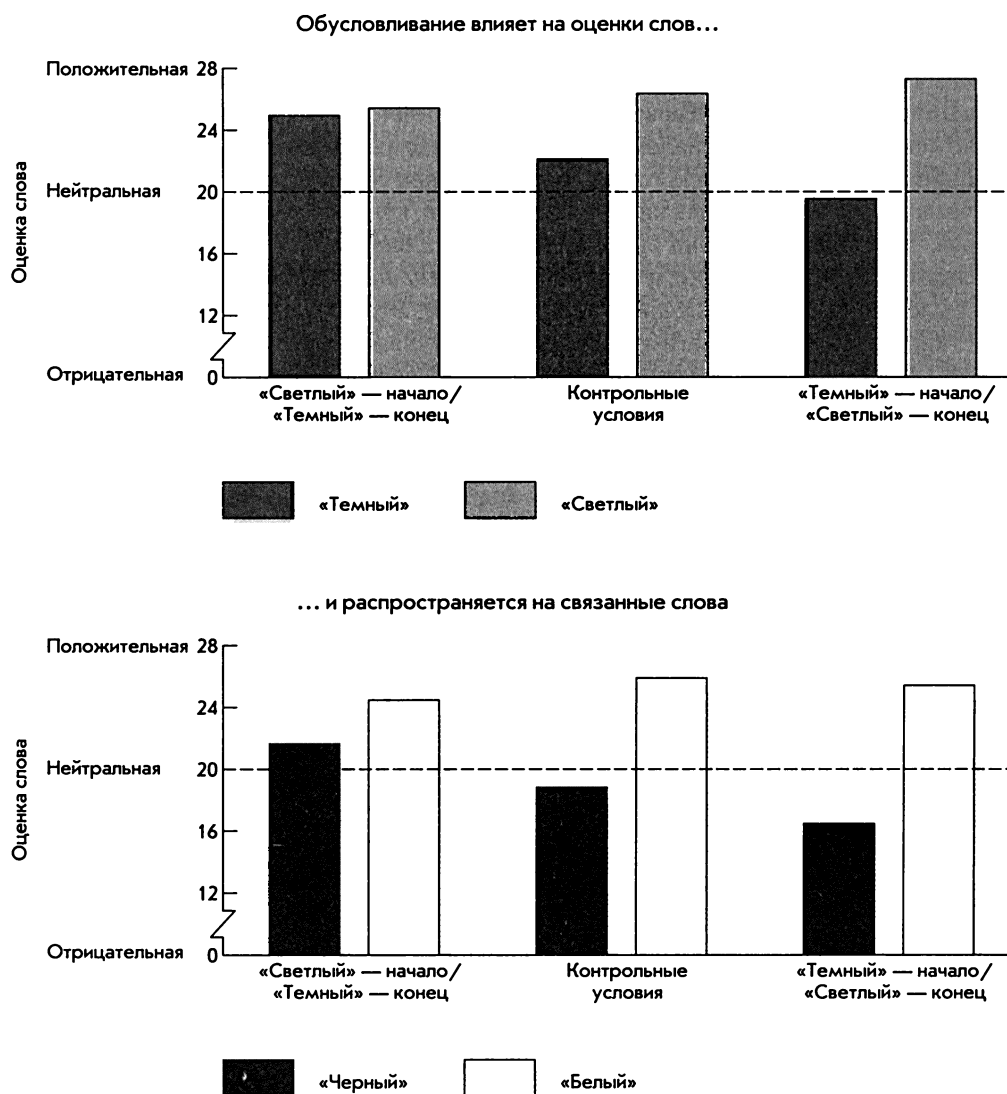 Обусловливание влияет на оценки слов...
Положительная 28
24
Нейтральная 20
16
12
Отрицательная 0
Оценка слова
«Светлый» — начало/
«Темный» — конец
Контрольные
условия
«Темный» — начало/
«Светлый» — конец
«Темный» «Светлый»
... и распространяется на связанные слова
Положительная 28
24
Нейтральная 20
16
12
Отрицательная 0
Оценка слова
«Светлый» — начало/
«Темный» — конец
Контрольные
условия
«Темный» — начало/
«Светлый» — конец
«Черный» «Белый»